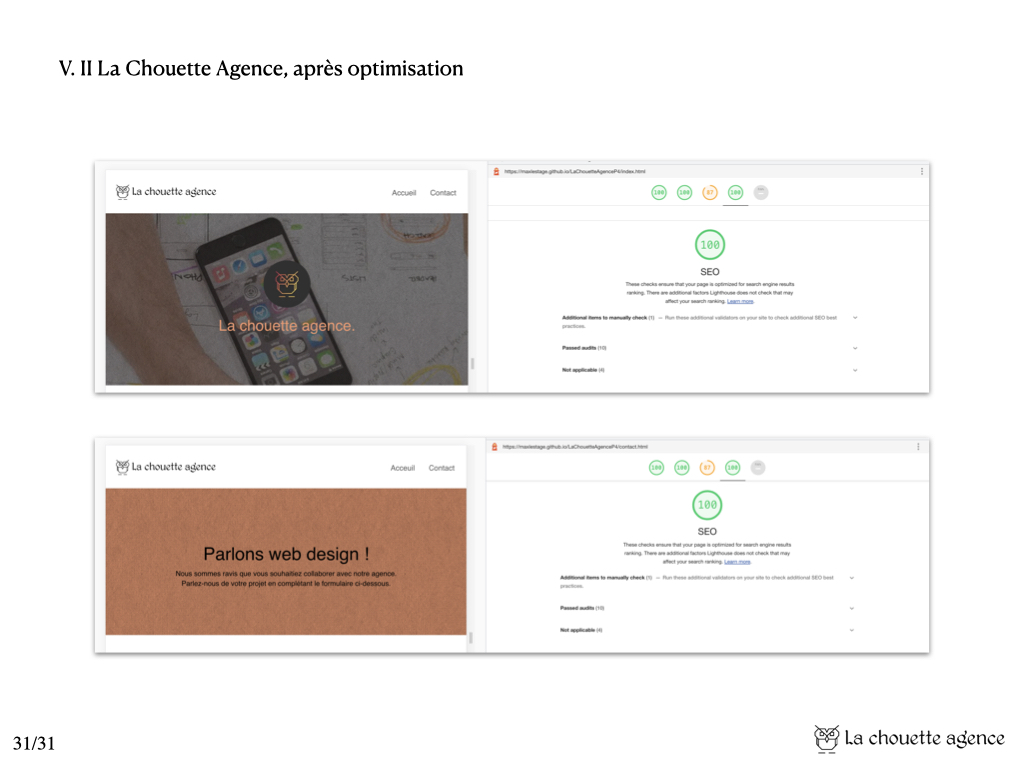 V. II La Chouette Agence, après optimisation
La chouette agence
Accueil Contact
La chouette agence.
https://maxiestage.github.io/LaChouetteAgenceP4/index.html
100 100 87 100
100
SEO
These checks ensure that your page is optimized for search engine results
ranking. There are additional factors Lighthouse does not check that may
affect your search ranking. Learn more.
Additional items to manually check (1) — Run these additional validators on your site to check additional SEO best
practices.
Passed audits (10)
Not applicable (4)
La chouette agence
Acceuil Contact
Parlons web design !
Nous sommes ravis que vous souhaitiez collaborer avec notre agence.
Parlez-nous de votre projet en complétant le formulaire ci-dessous.
https://maxiestage.github.io/LaChouetteAgenceP4/contact.html
100 100 87 100
100
SEO
These checks ensure that your page is optimized for search engine results
ranking. There are additional factors Lighthouse does not check that may
affect your search ranking. Learn more.
Additional items to manually check (1) — Run these additional validators on your site to check additional SEO best
practices.
Passed audits (10)
Not applicable (4)
31/31
La chouette agence